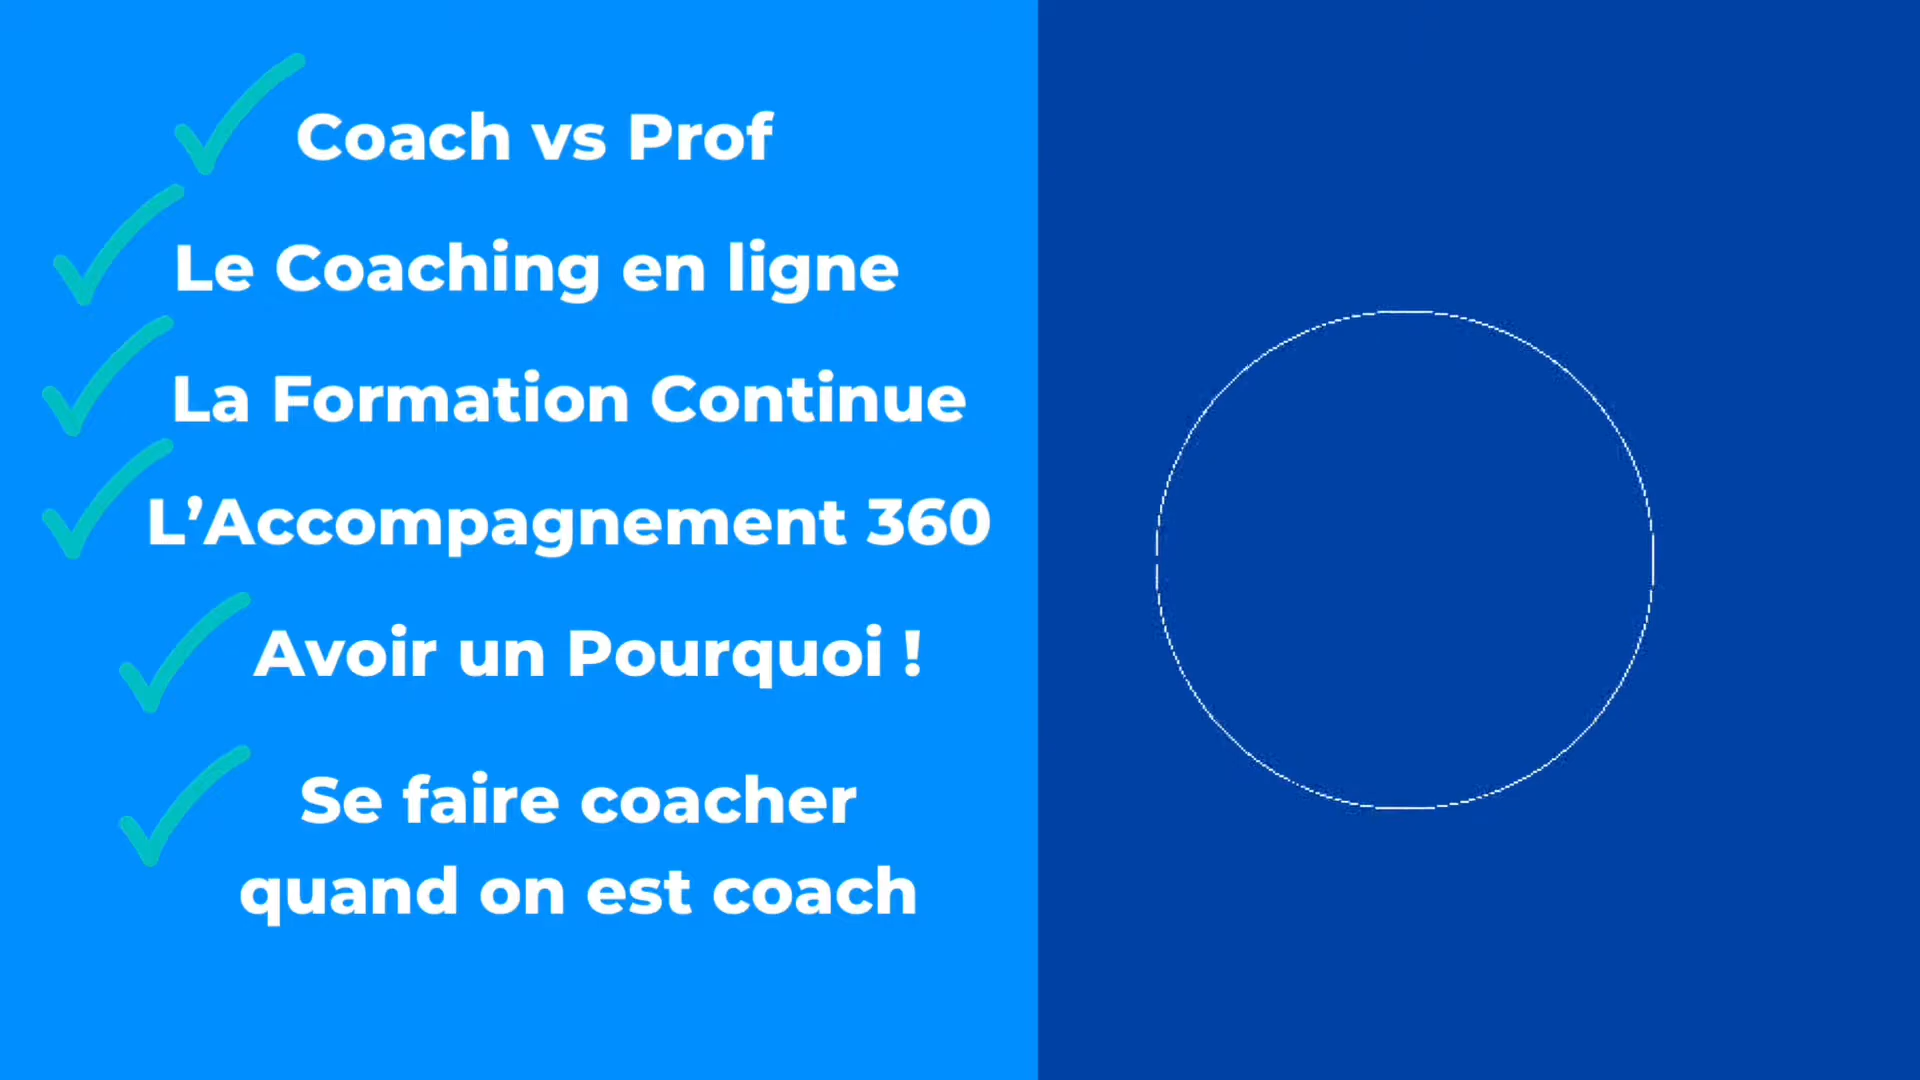 Coach vs Prof
Le Coaching en ligne
La Formation Continue
L’Accompagnement 360
Avoir un Pourquoi !
Se faire coacher
quand on est coach